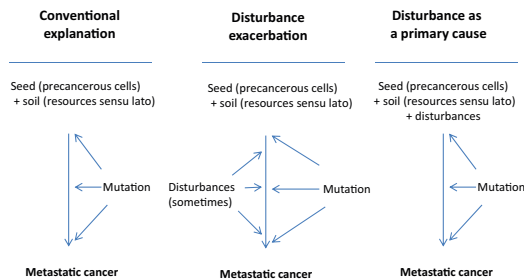 Conventional
explanation
Seed (precancerous cells)
+ soil (resources sensu lato)
Mutation
Metastatic cancer
Disturbance
exacerbation
Seed (precancerous cells)
+ soil (resources sensu lato)
Disturbances
(sometimes)
Mutation
Metastatic cancer
Disturbance as
a primary cause
Seed (precancerous cells)
+ soil (resources sensu lato)
+ disturbances
Mutation
Metastatic cancer